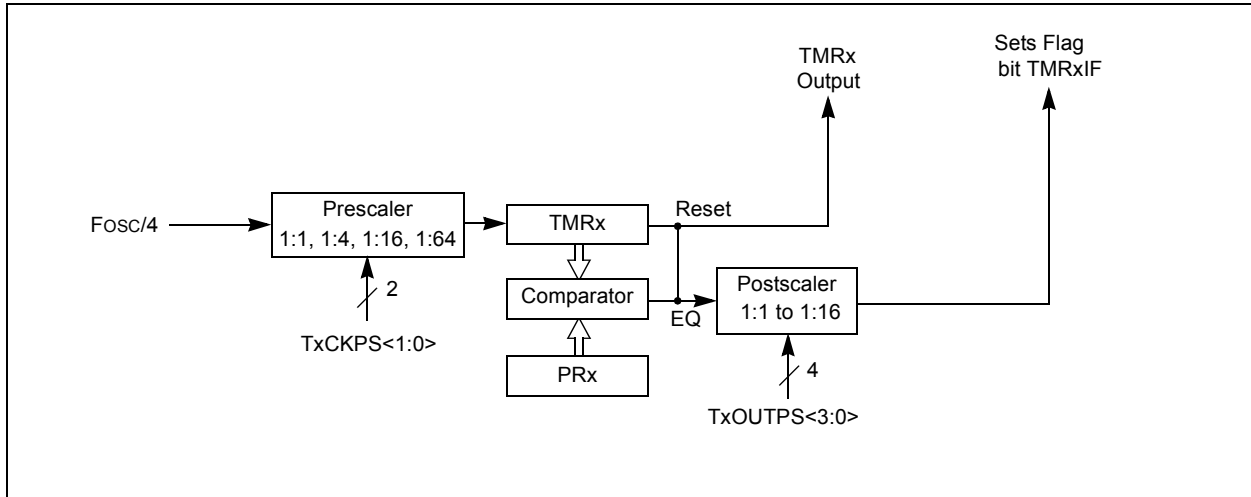 TMRx
Output
Sets Flag
bit TMRxIF
FOSC/4
Prescaler
1:1, 1:4, 1:16, 1:64
2
TxCKPS<1:0>
TMRx
Reset
Comparator
EQ
PRx
Postscaler
1:1 to 1:16
4
TxOUTPS<3:0>